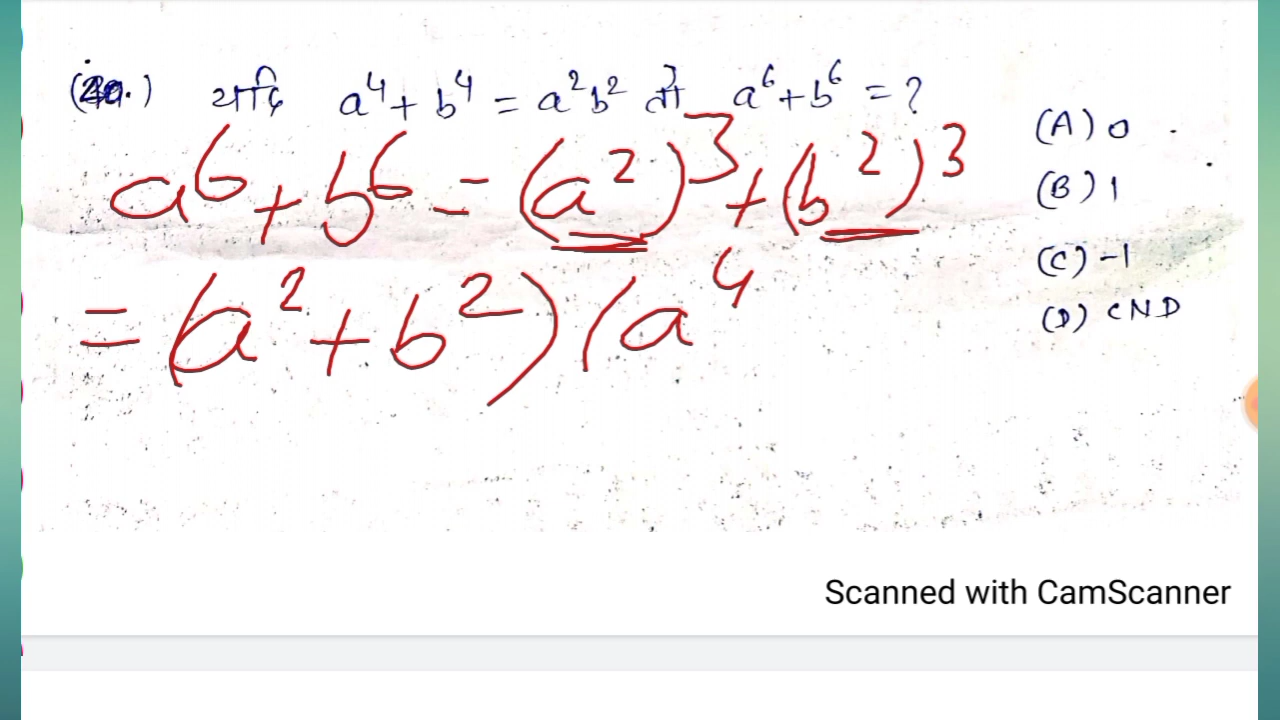 यदि a⁴ + b⁴ = a²b² तो a⁶ + b⁶ = ?
(A) 0
(B) 1
(C) -1
(D) CND
a⁶ + b⁶ = (a²)³ + (b²)³
= (a² + b²) (a⁴
Scanned with CamScanner